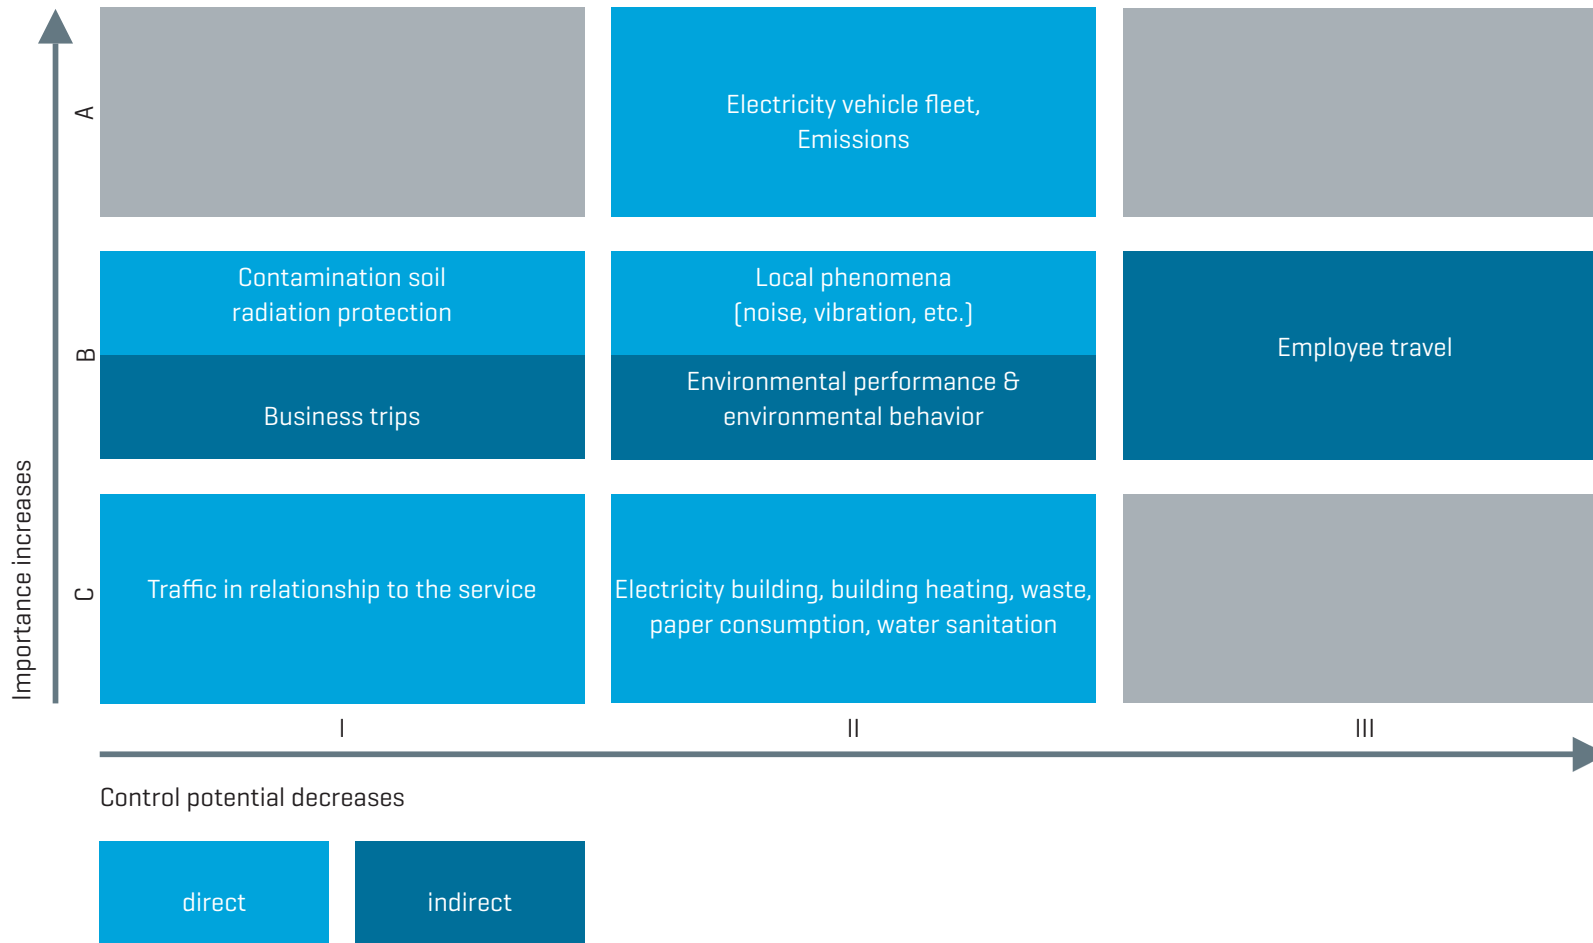 A
Electricity vehicle fleet,
Emissions
B
Contamination soil
radiation protection
Business trips
Local phenomena
(noise, vibration, etc.)
Environmental performance &
environmental behavior
Employee travel
Importance increases
C
Traffic in relationship to the service
Electricity building, building heating, waste,
paper consumption, water sanitation
I
II
III
Control potential decreases
direct
indirect